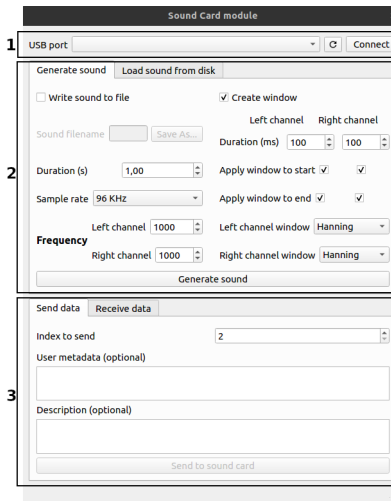 Sound Card module
1 USB port Connect
Generate sound Load sound from disk
Write sound to file Create window
Left channel Right channel
Sound filename Save As... Duration (ms) 100 100
2 Duration (s) 1,00 Apply window to start
Sample rate 96 KHz Apply window to end
Left channel 1000 Left channel window Hanning
Frequency
Right channel 1000 Right channel window Hanning
Generate sound
Send data Receive data
Index to send 2
User metadata (optional)
3
Description (optional)
Send to sound card